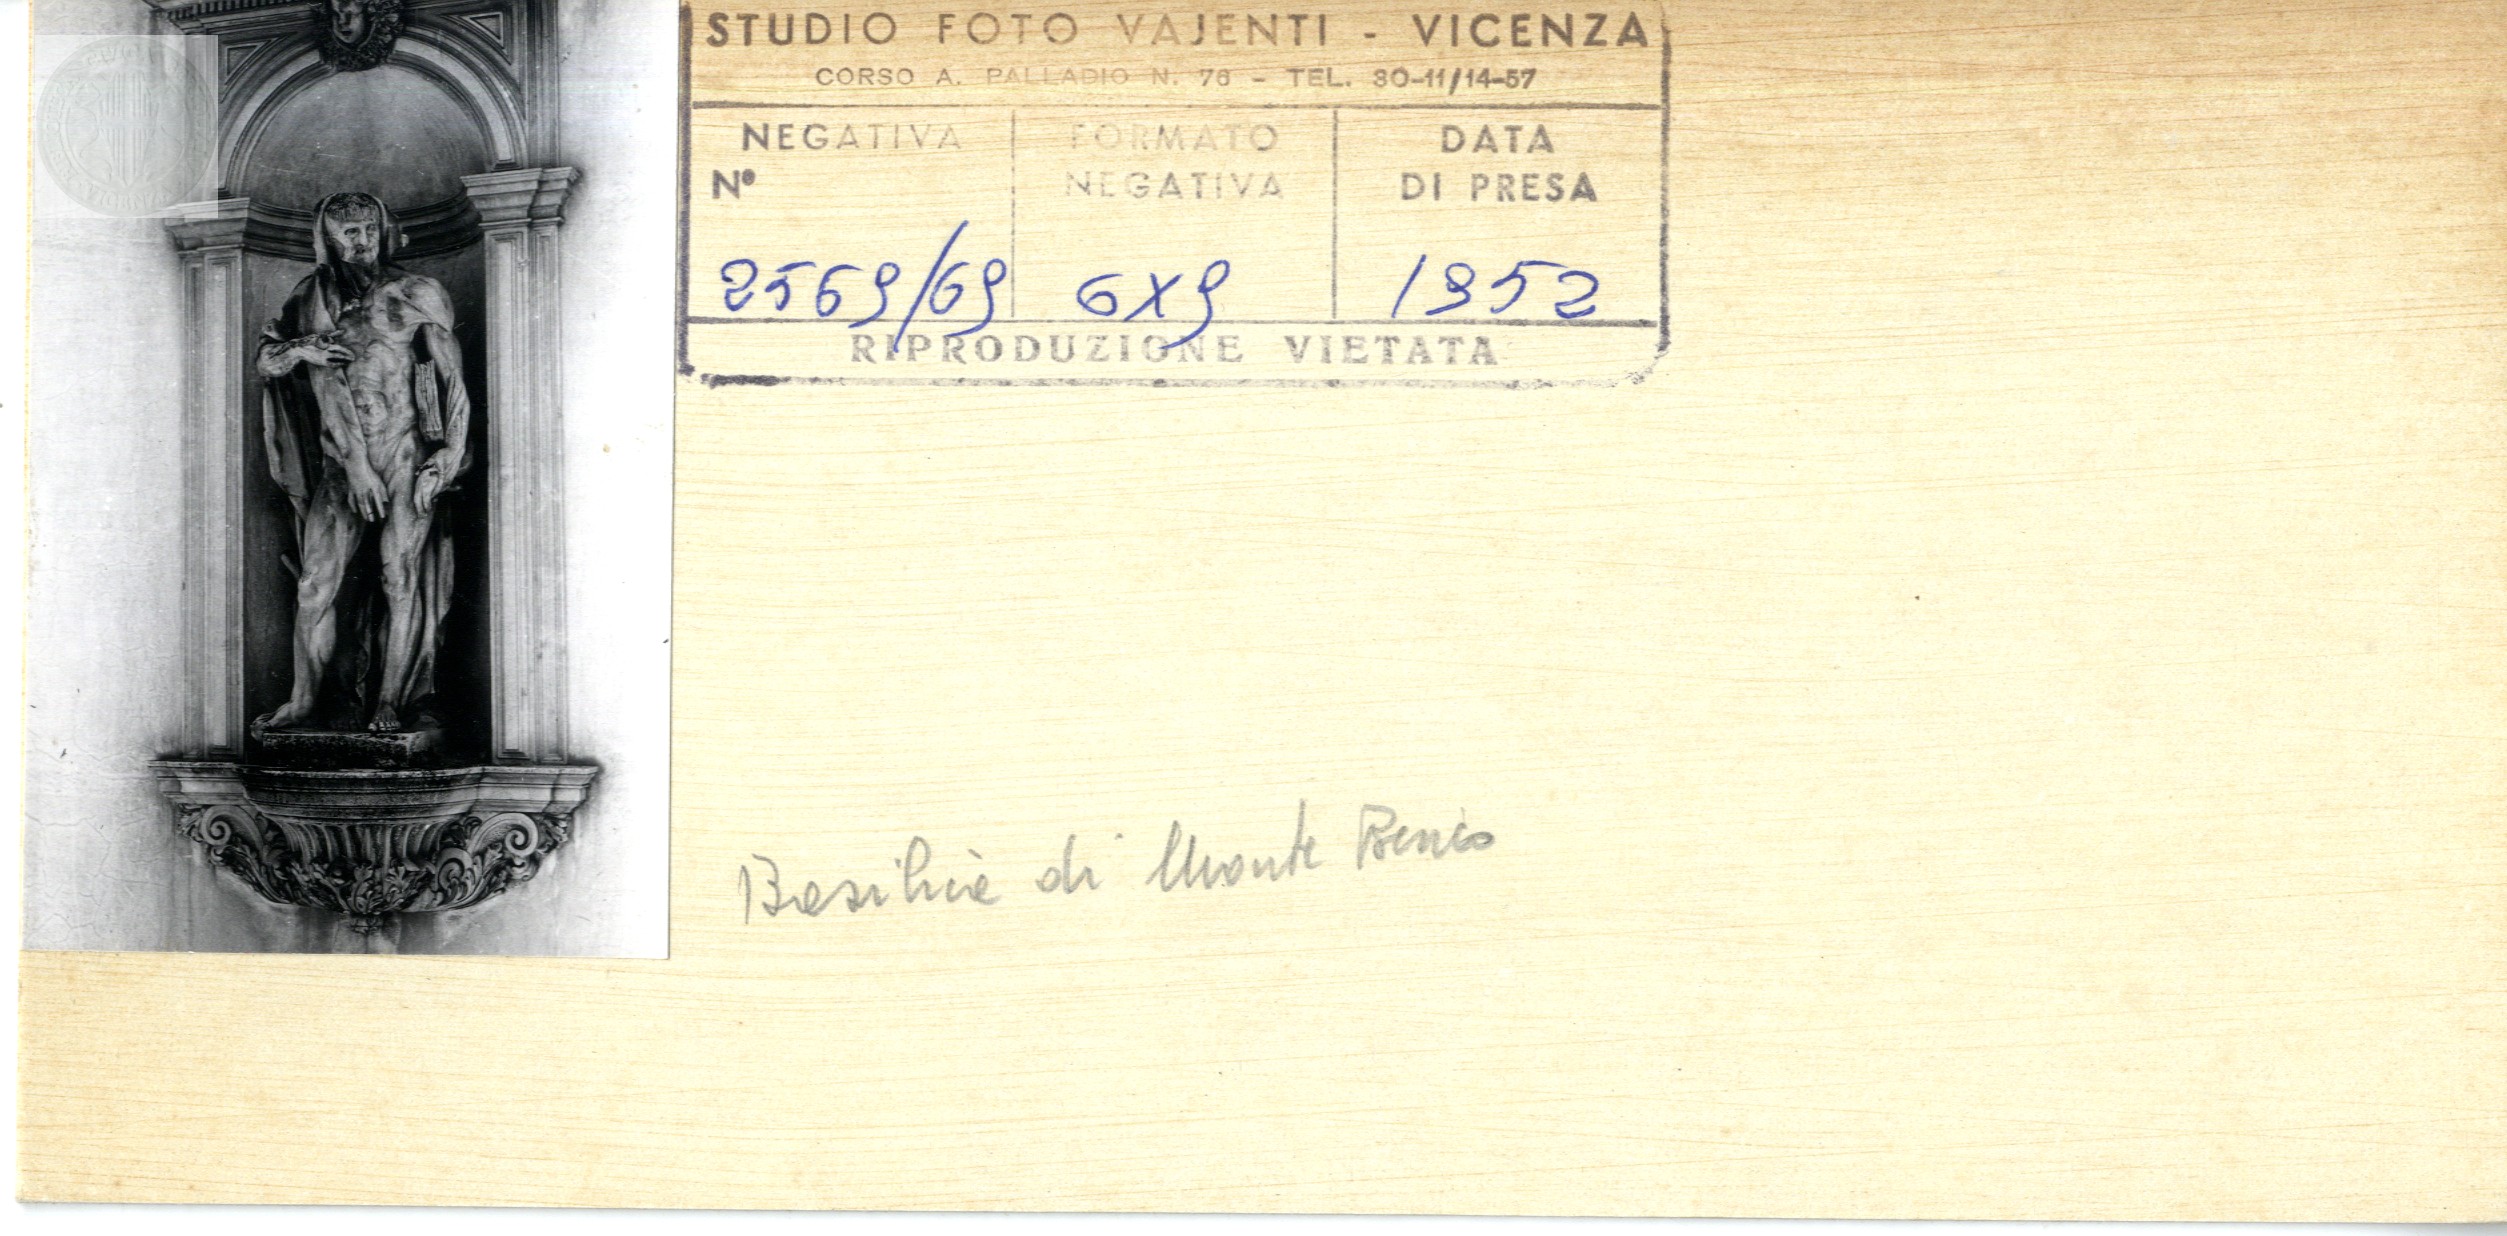 STUDIO FOTO VAJENTI - VICENZA
CORSO A. PALLADIO N. 76 - TEL. 30-11/14-57
NEGATIVA Nº
2569/69
FORMATO NEGATIVA
6X9
DATA DI PRESA
1952
RIPRODUZIONE VIETATA
Basilica di Monte Berico